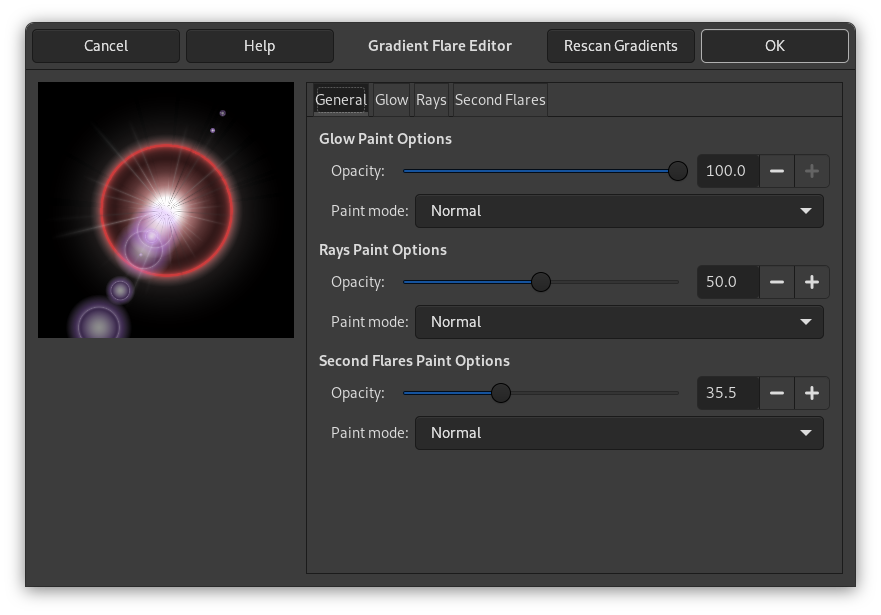 Cancel Help Gradient Flare Editor Rescan Gradients OK
General Glow Rays Second Flares
Glow Paint Options
Opacity: 100.0
Paint mode: Normal
Rays Paint Options
Opacity: 50.0
Paint mode: Normal
Second Flares Paint Options
Opacity: 35.5
Paint mode: Normal